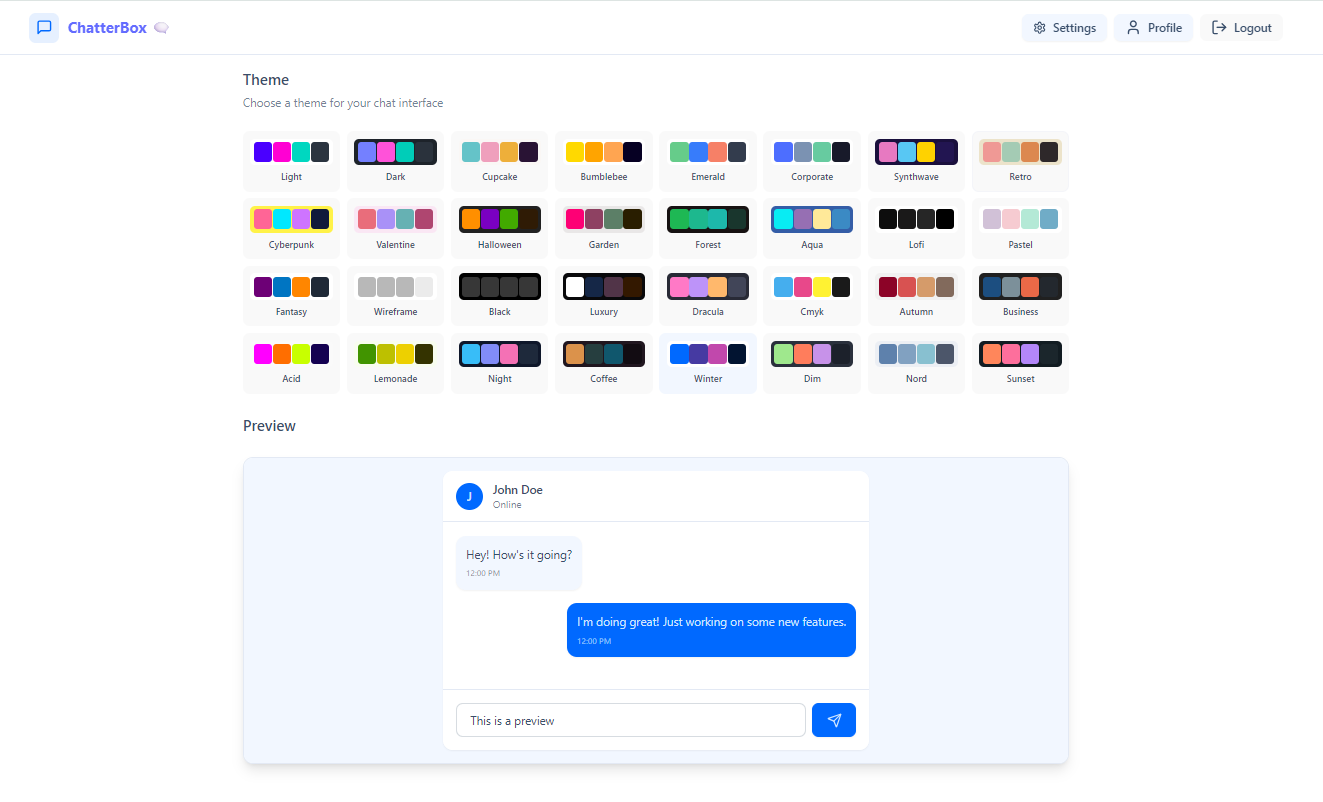 ChatterBox
Settings
Profile
Logout
Theme
Choose a theme for your chat interface
Light
Dark
Cupcake
Bumblebee
Emerald
Corporate
Synthwave
Retro
Cyberpunk
Valentine
Halloween
Garden
Forest
Aqua
Lofi
Pastel
Fantasy
Wireframe
Black
Luxury
Dracula
Cmyk
Autumn
Business
Acid
Lemonade
Night
Coffee
Winter
Dim
Nord
Sunset
Preview
J
John Doe
Online
Hey! How's it going?
12:00 PM
I'm doing great! Just working on some new features.
12:00 PM
This is a preview